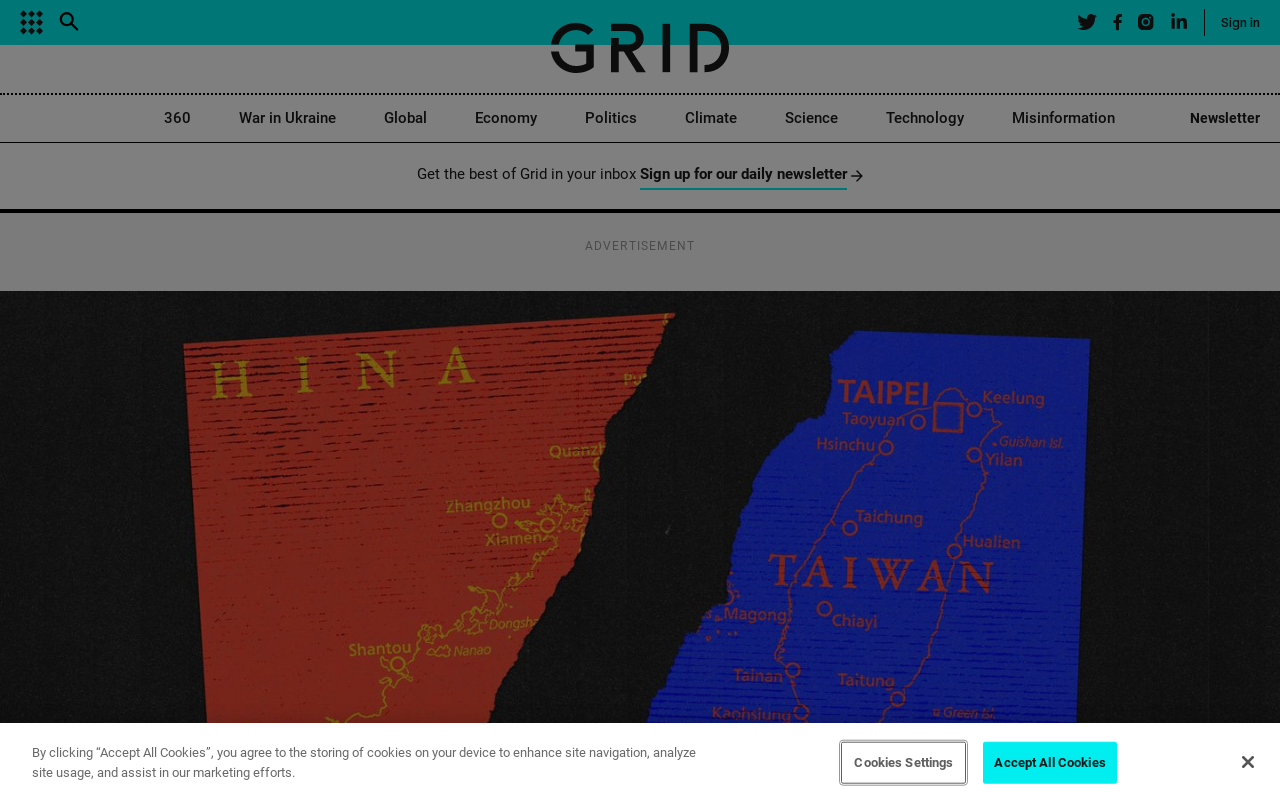 Sign in
GRID
360 War in Ukraine Global Economy Politics Climate Science Technology Misinformation Newsletter
Get the best of Grid in your inbox Sign up for our daily newsletter
ADVERTISEMENT
H I N A
TAIPEI
Keelung
Taoyuan
Hsinchu
Guishan Isl.
Yilan
Zhangzhou
Xiamen
Taichung
Hualien
TAIWAN
Magong
Chiayi
Shantou
Nanao
Tainan
Taitung
Kaohsiung
Green Isl.
By clicking “Accept All Cookies”, you agree to the storing of cookies on your device to enhance site navigation, analyze
site usage, and assist in our marketing efforts.
Cookies Settings
Accept All Cookies